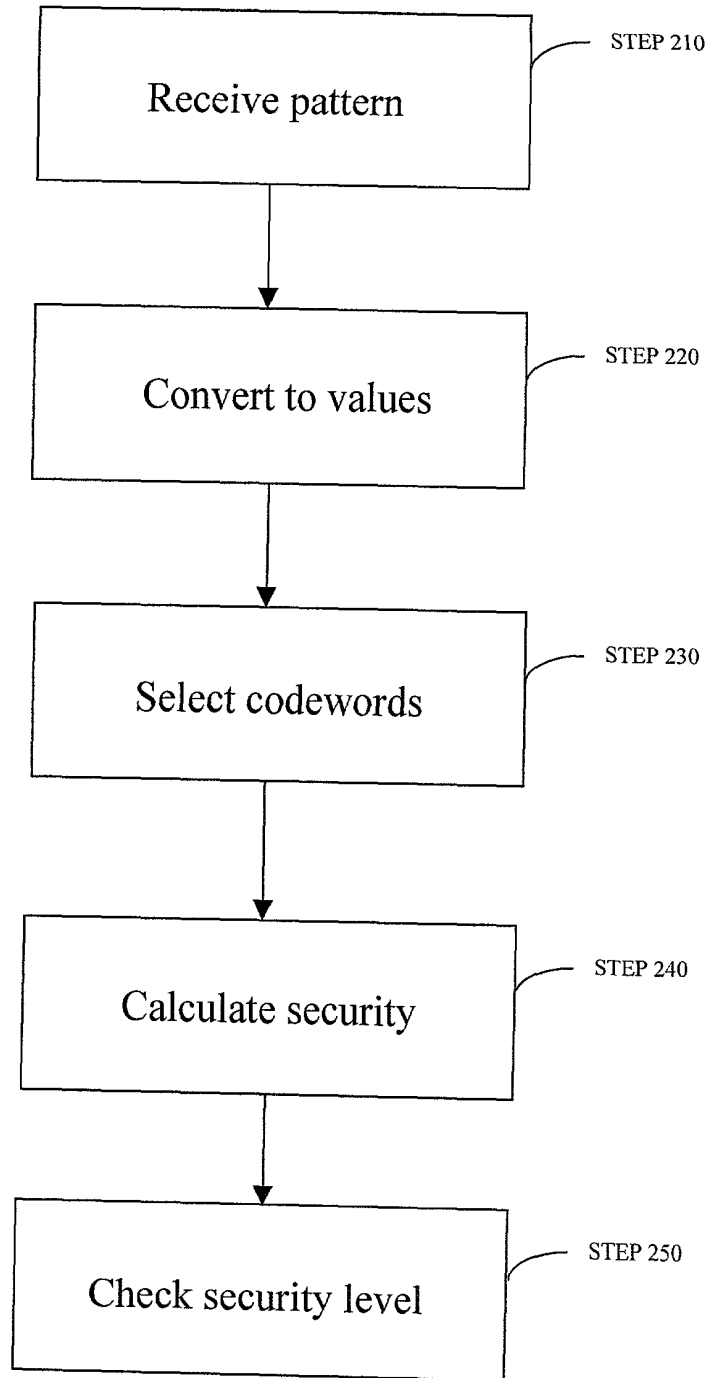 STEP 210
Receive pattern
STEP 220
Convert to values
STEP 230
Select codewords
STEP 240
Calculate security
STEP 250
Check security level